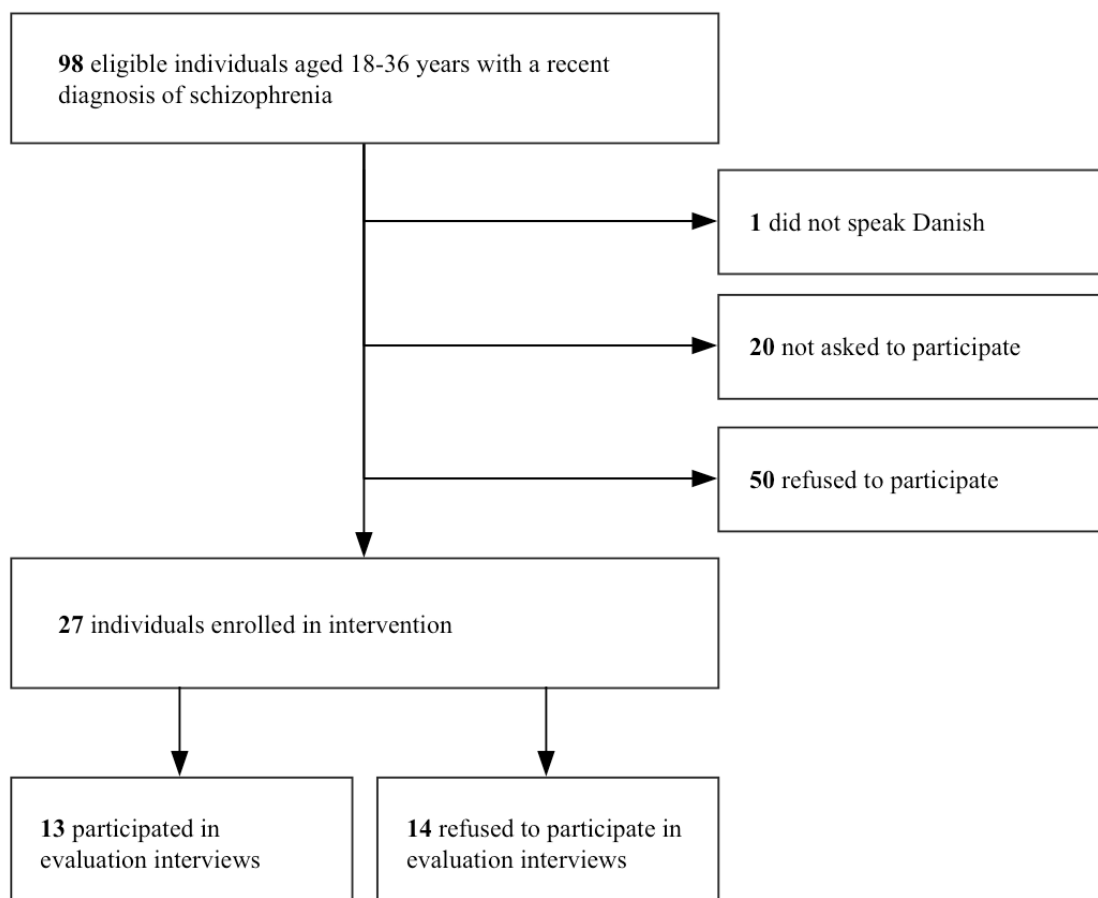 98 eligible individuals aged 18-36 years with a recent
diagnosis of schizophrenia
1 did not speak Danish
20 not asked to participate
50 refused to participate
27 individuals enrolled in intervention
13 participated in
evaluation interviews
14 refused to participate in
evaluation interviews